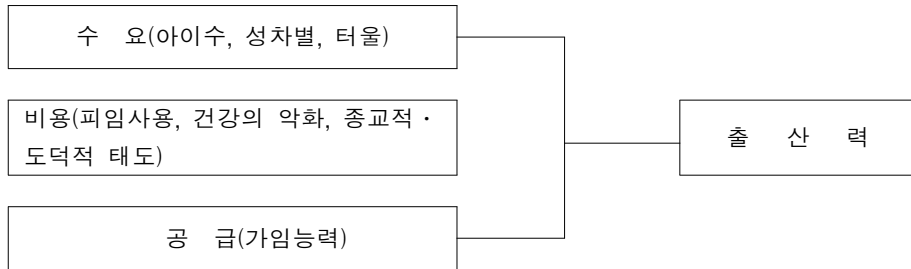 수 요(아이수, 성차별, 터울)
비용(피임사용, 건강의 악화, 종교적·
도덕적 태도)
출 산 력
공 급(가임능력)